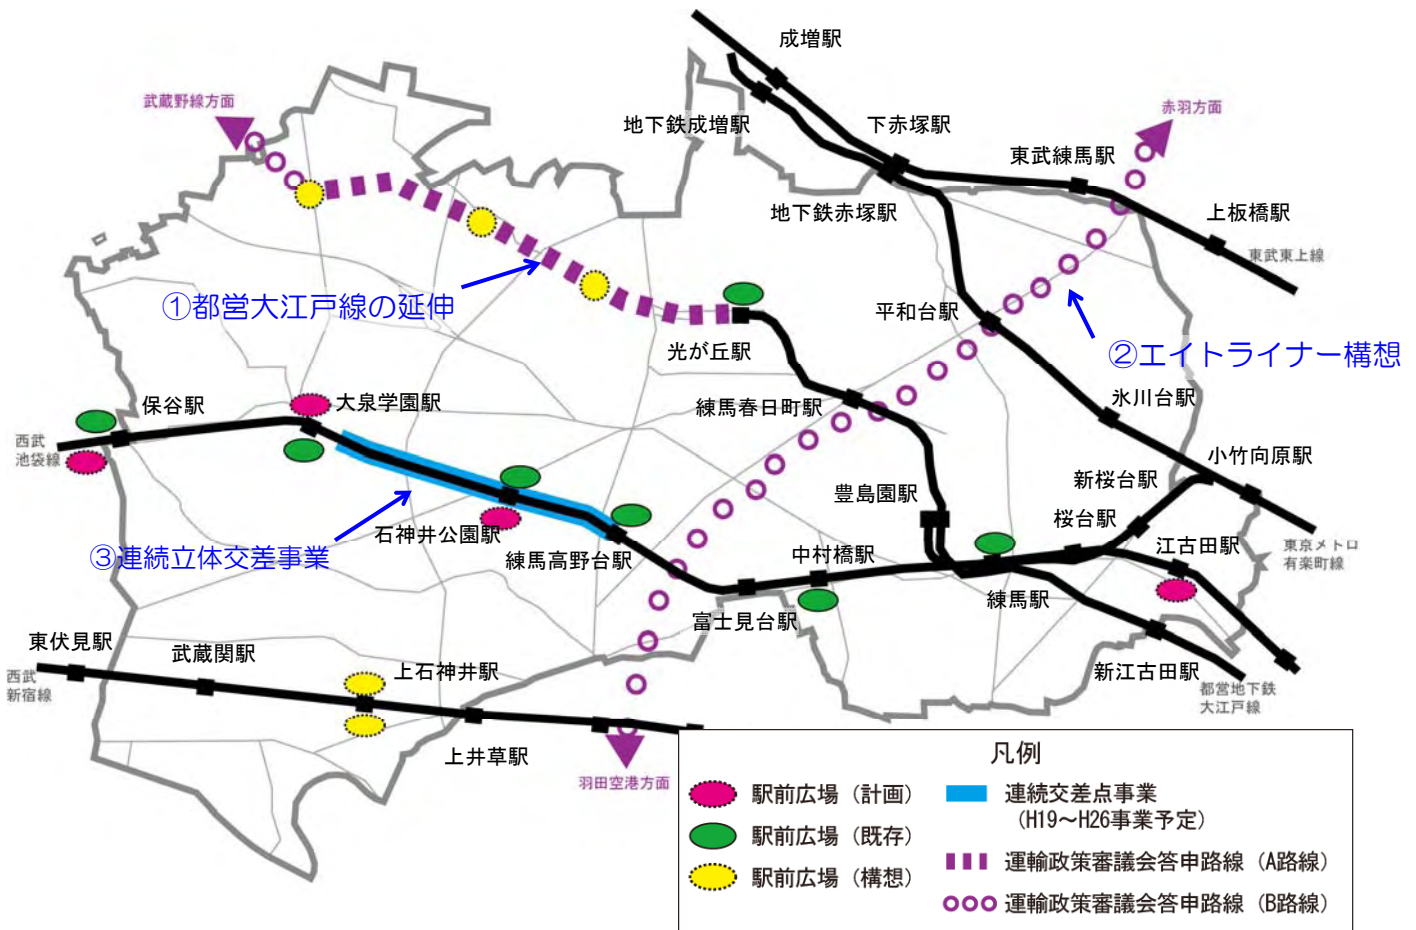 成増駅
武蔵野線方面
赤羽方面
地下鉄成増駅
下赤塚駅
東武練馬駅
地下鉄赤塚駅
上板橋駅
東武東上線
①都営大江戸線の延伸
平和台駅
光が丘駅
②エイトライナー構想
保谷駅
大泉学園駅
練馬春日町駅
氷川台駅
西武
池袋線
小竹向原駅
新桜台駅
豊島園駅
桜台駅
石神井公園駅
③連続立体交差事業
練馬高野台駅
中村橋駅
江古田駅
東京メトロ
有楽町線
練馬駅
富士見台駅
東伏見駅
武蔵関駅
上石神井駅
新江古田駅
西武
新宿線
都営地下鉄
大江戸線
上井草駅
羽田空港方面
凡例
駅前広場（計画）
駅前広場（既存）
駅前広場（構想）
連続交差点事業
（H19～H26事業予定）
運輸政策審議会答申路線（A路線）
運輸政策審議会答申路線（B路線）